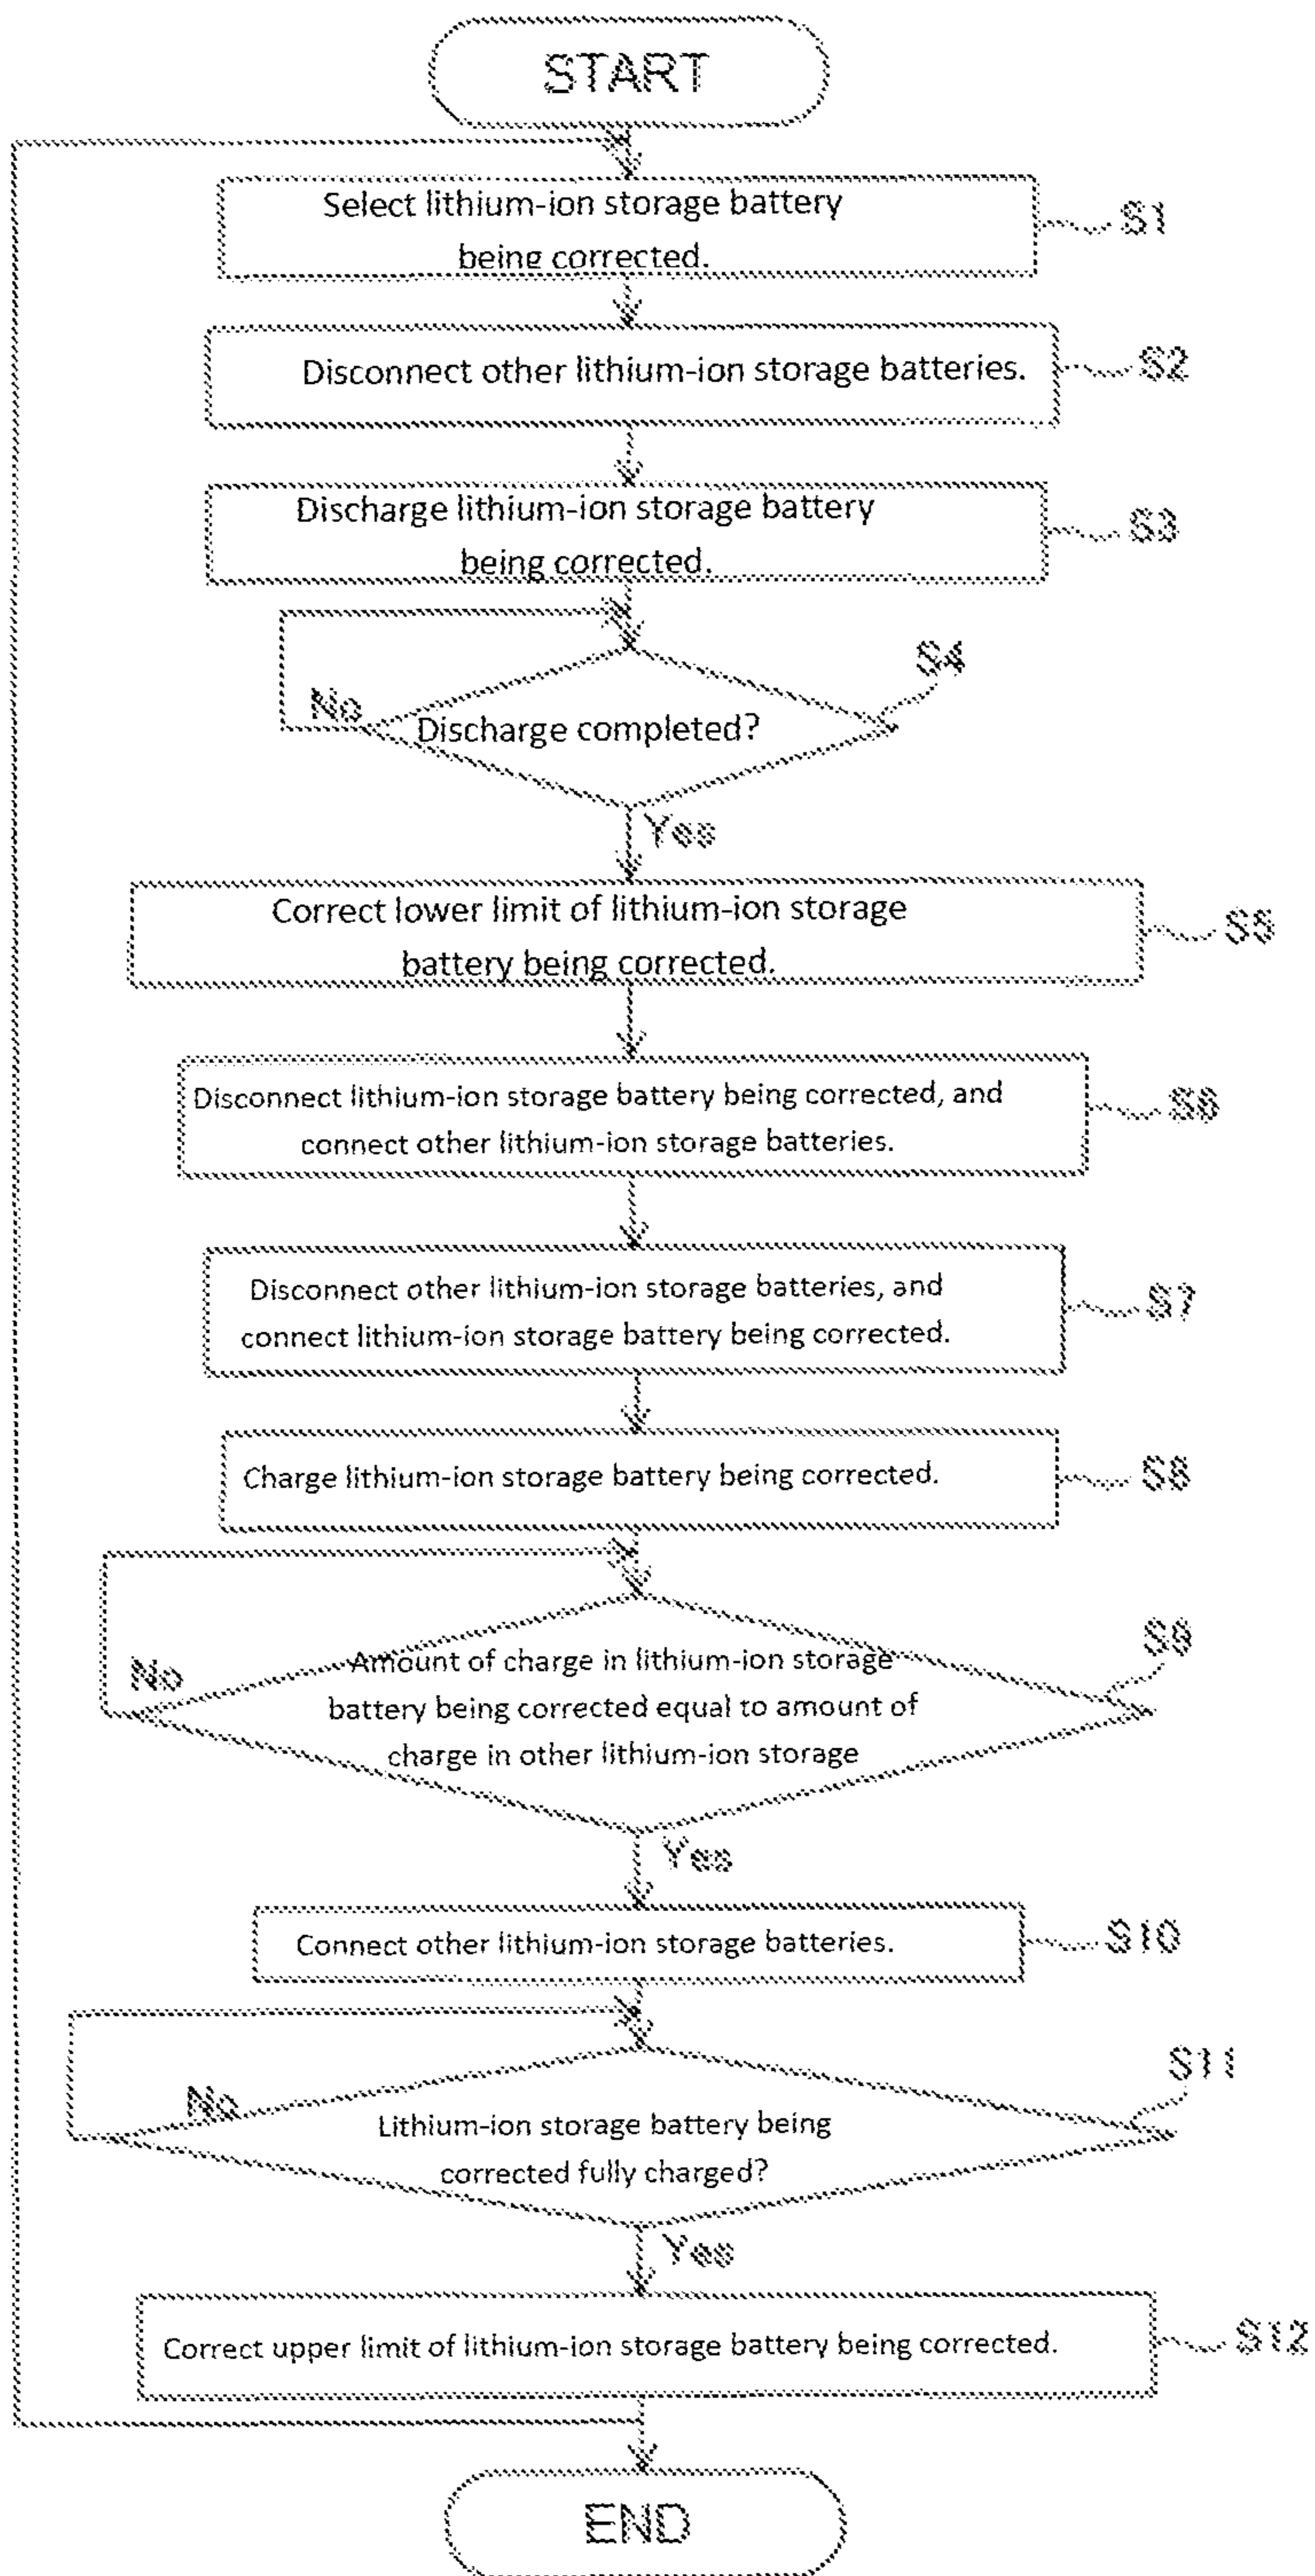 START
Select lithium-ion storage battery
being corrected.
S1
Disconnect other lithium-ion storage batteries.
S2
Discharge lithium-ion storage battery
being corrected.
S3
S4
No
Discharge completed?
Yes
Correct lower limit of lithium-ion storage
battery being corrected.
S5
Disconnect lithium-ion storage battery being corrected, and
connect other lithium-ion storage batteries.
S6
Disconnect other lithium-ion storage batteries, and
connect lithium-ion storage battery being corrected.
S7
Charge lithium-ion storage battery being corrected.
S8
S9
No
Amount of charge in lithium-ion storage
battery being corrected equal to amount of
charge in other lithium-ion storage
Yes
Connect other lithium-ion storage batteries.
S10
S11
No
Lithium-ion storage battery being
corrected fully charged?
Yes
Correct upper limit of lithium-ion storage battery being corrected.
S12
END